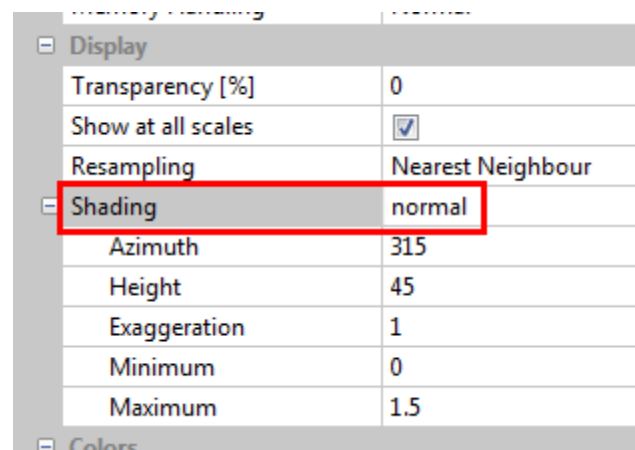 Display
Transparency [%] 0
Show at all scales
Resampling Nearest Neighbour
Shading normal
Azimuth 315
Height 45
Exaggeration 1
Minimum 0
Maximum 1.5
Colors